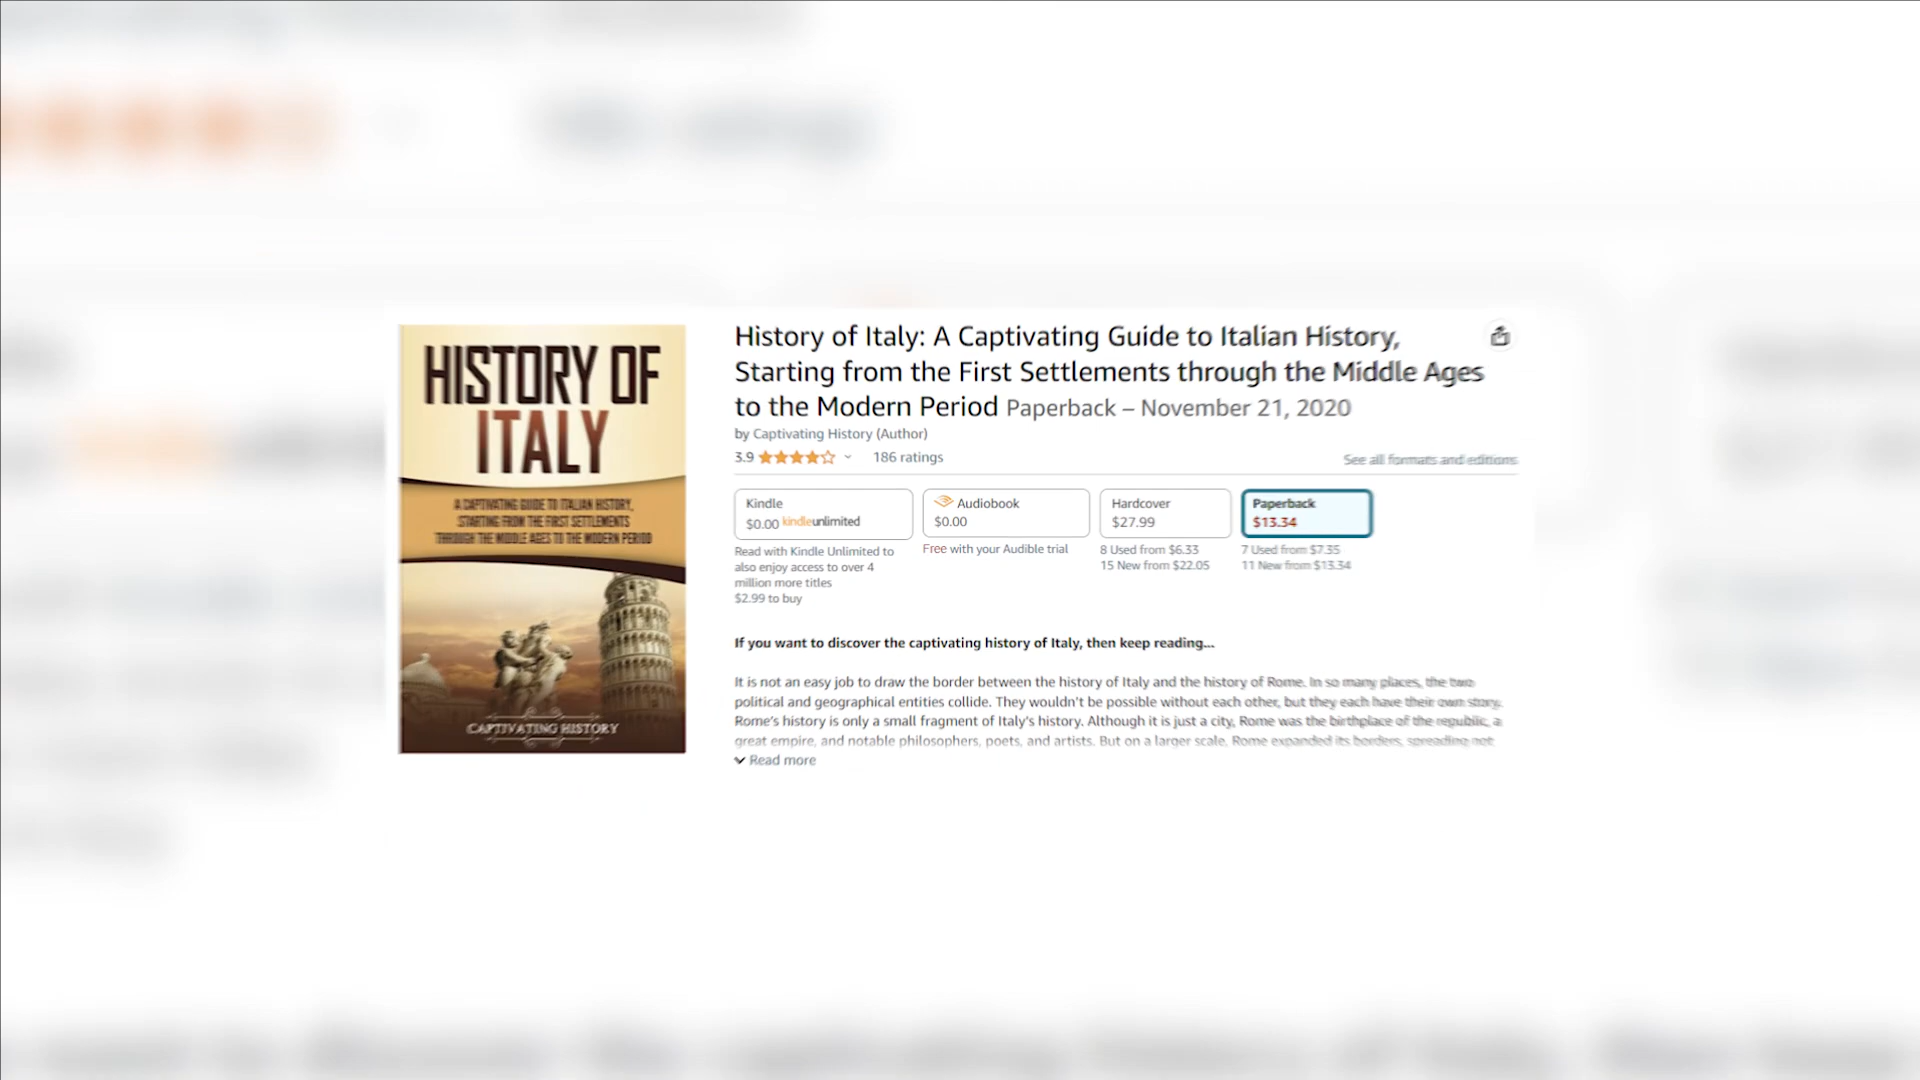 HISTORY OF
ITALY
A CAPTIVATING GUIDE TO ITALIAN HISTORY,
STARTING FROM THE FIRST SETTLEMENTS
THROUGH THE MIDDLE AGES TO THE MODERN PERIOD
CAPTIVATING HISTORY
History of Italy: A Captivating Guide to Italian History,
Starting from the First Settlements through the Middle Ages
to the Modern Period Paperback – November 21, 2020
by Captivating History (Author)
3.9 186 ratings
See all formats and editions
Kindle
$0.00 kindleunlimited
Read with Kindle Unlimited to
also enjoy access to over 4
million more titles
$2.99 to buy
Audiobook
$0.00
Free with your Audible trial
Hardcover
$27.99
8 Used from $6.33
15 New from $22.05
Paperback
$13.34
7 Used from $7.35
11 New from $13.34
If you want to discover the captivating history of Italy, then keep reading...
It is not an easy job to draw the border between the history of Italy and the history of Rome. In so many places, the two
political and geographical entities collide. They wouldn't be possible without each other, but they each have their own story.
Rome's history is only a small fragment of Italy's history. Although it is just a city, Rome was the birthplace of the republic, a
great empire, and notable philosophers, poets, and artists. But on a larger scale, Rome expanded its borders, spreading not
Read more